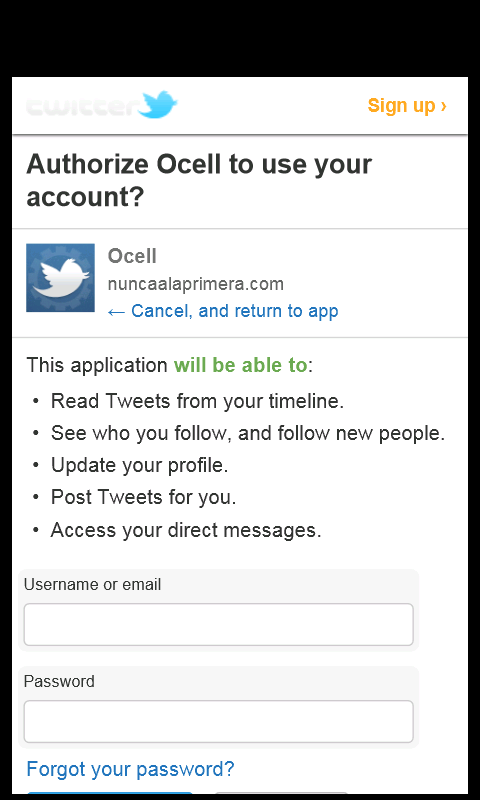 twitter
Sign up ›
Authorize Ocell to use your
account?
Ocell
nuncaalaprimera.com
← Cancel, and return to app
This application will be able to:
• Read Tweets from your timeline.
• See who you follow, and follow new people.
• Update your profile.
• Post Tweets for you.
• Access your direct messages.
Username or email
Password
Forgot your password?